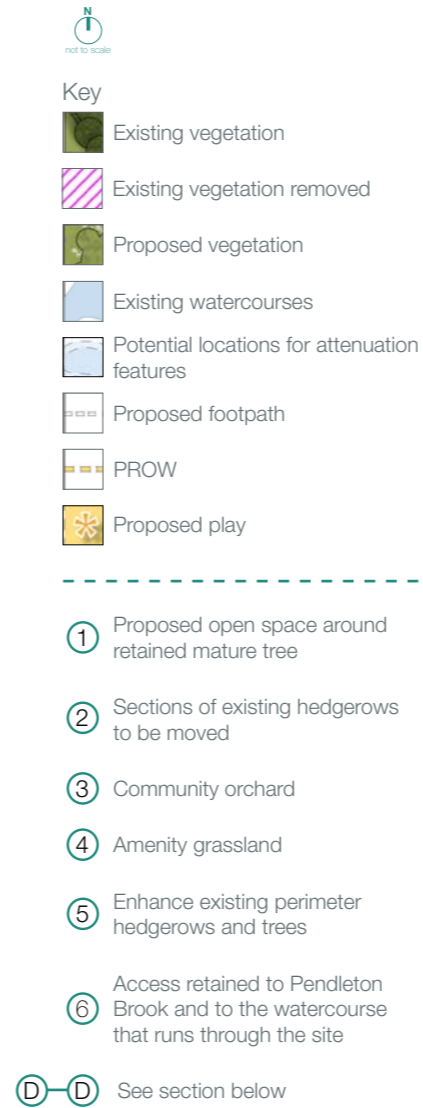 N
not to scale
Key
Existing vegetation
Existing vegetation removed
Proposed vegetation
Existing watercourses
Potential locations for attenuation
features
Proposed footpath
PROW
Proposed play
1 Proposed open space around
retained mature tree
2 Sections of existing hedgerows
to be moved
3 Community orchard
4 Amenity grassland
5 Enhance existing perimeter
hedgerows and trees
6 Access retained to Pendleton
Brook and to the watercourse
that runs through the site
D D See section below